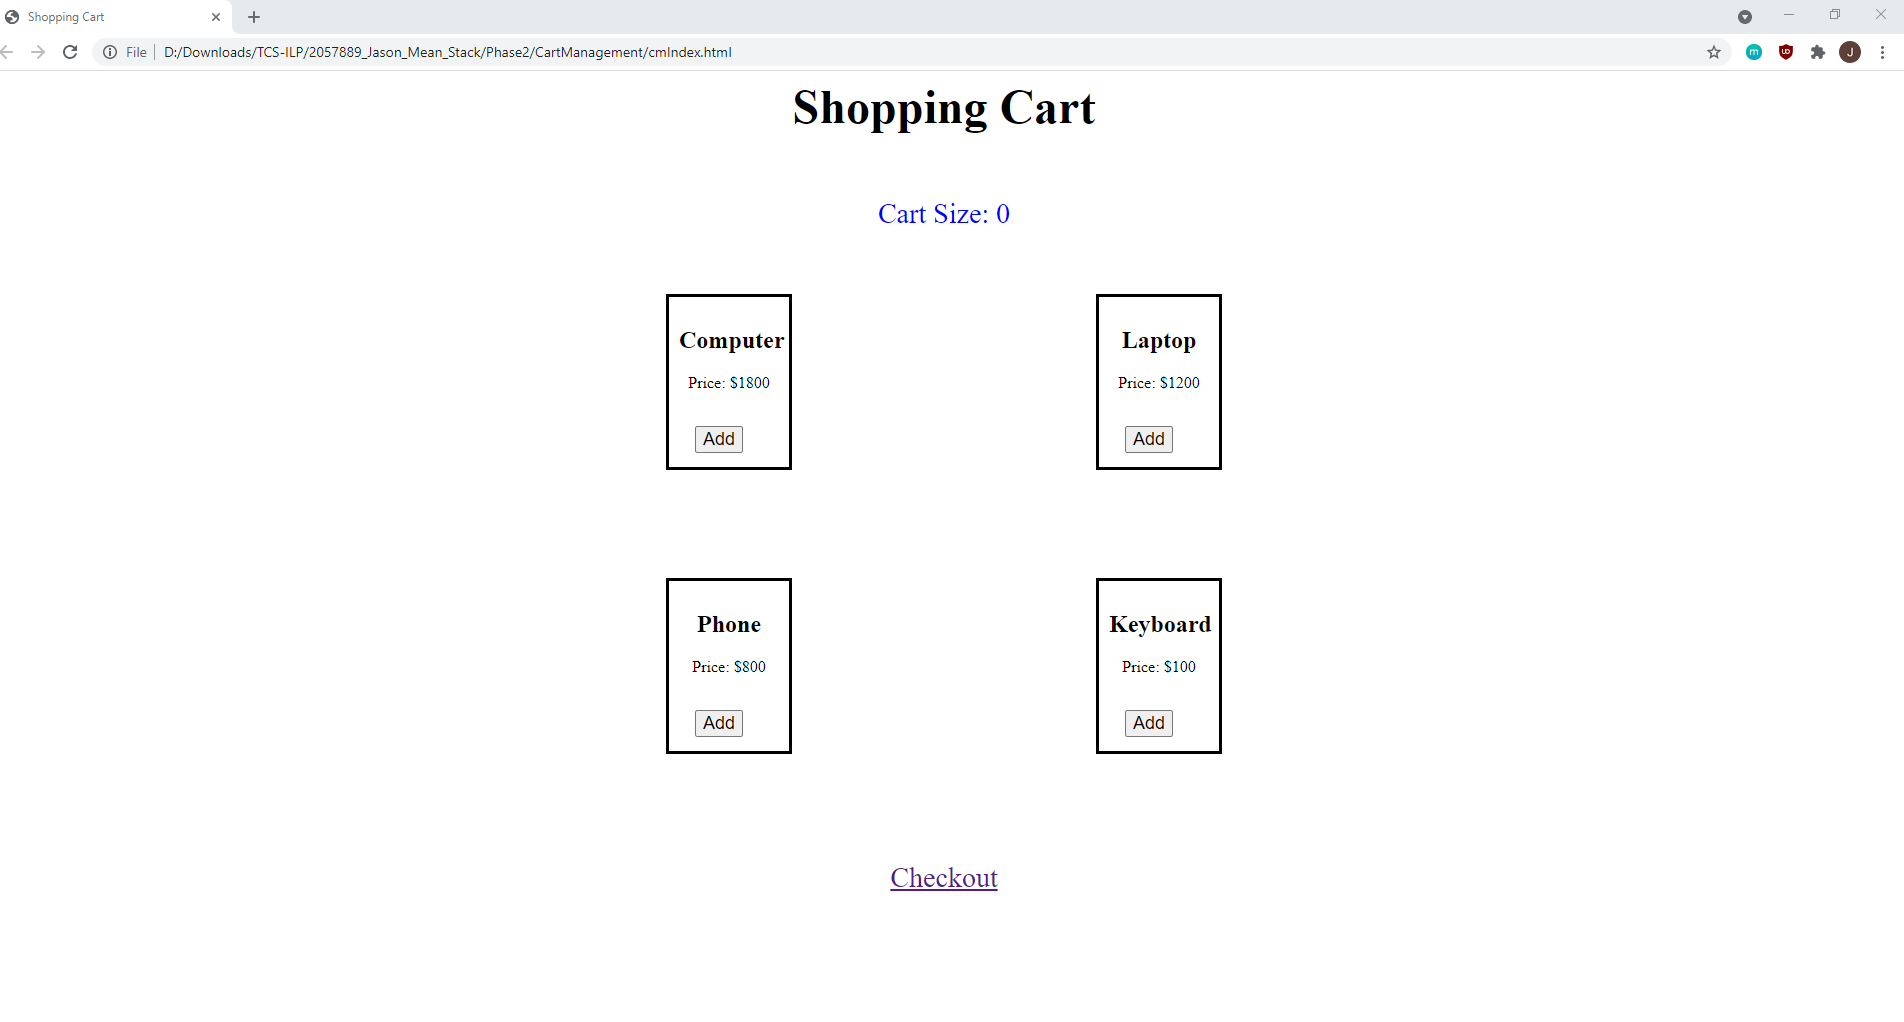 Shopping Cart
File D:/Downloads/TCS-ILP/2057889_Jason_Mean_Stack/Phase2/CartManagement/cmIndex.html
m
UD
J
Shopping Cart
Cart Size: 0
Computer
Price: $1800
Add
Laptop
Price: $1200
Add
Phone
Price: $800
Add
Keyboard
Price: $100
Add
Checkout